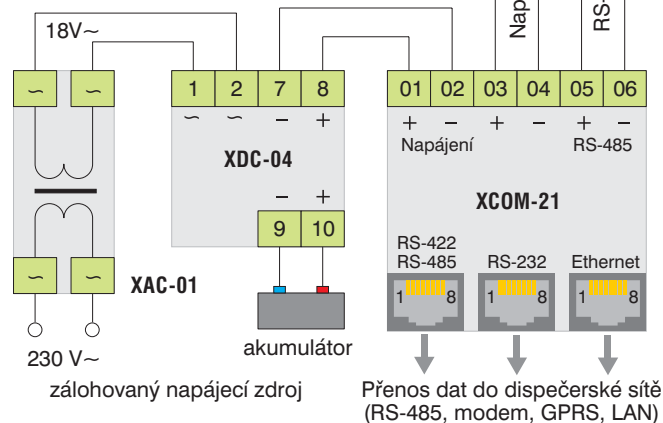 18V~
Nap
RS-
~ ~
1 2 7 8
~ ~ – +
XDC-04
– +
9 10
01 02 03 04 05 06
+ – + – + –
Napájení RS-485
XCOM-21
RS-422
RS-485
RS-232
Ethernet
1 8
1 8
1 8
~ ~
XAC-01
230 V~
akumulátor
zálohovaný napájecí zdroj
Přenos dat do dispečerské sítě
(RS-485, modem, GPRS, LAN)